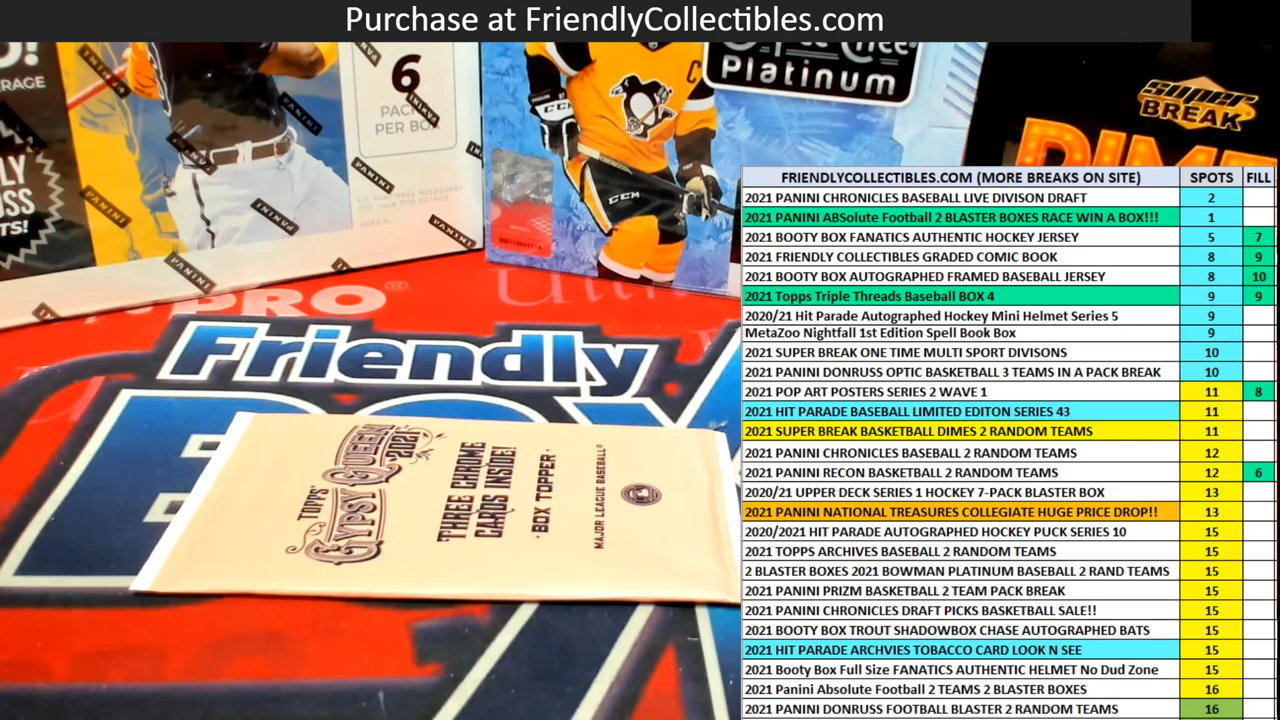 Purchase at FriendlyCollectibles.com
RAGE
6
PACKS
PER BOX
PANINI
PANINI
PANINI
PANINI
PANINI
PANINI
CCM
Platinum
SUPER
BREAK
PRO
Friendly
TOPPS
GYPSY QUEEN
2021
THREE CHROME
CARDS INSIDE!
· BOX TOPPER ·
MAJOR LEAGUE BASEBALL
FRIENDLYCOLLECTIBLES.COM (MORE BREAKS ON SITE) SPOTS FILL
2021 PANINI CHRONICLES BASEBALL LIVE DIVISON DRAFT 2
2021 PANINI ABSolute Football 2 BLASTER BOXES RACE WIN A BOX!!! 1
2021 BOOTY BOX FANATICS AUTHENTIC HOCKEY JERSEY 5 7
2021 FRIENDLY COLLECTIBLES GRADED COMIC BOOK 8 9
2021 BOOTY BOX AUTOGRAPHED FRAMED BASEBALL JERSEY 8 10
2021 Topps Triple Threads Baseball BOX 4 9 9
2020/21 Hit Parade Autographed Hockey Mini Helmet Series 5 9
MetaZoo Nightfall 1st Edition Spell Book Box 9
2021 SUPER BREAK ONE TIME MULTI SPORT DIVISONS 10
2021 PANINI DONRUSS OPTIC BASKETBALL 3 TEAMS IN A PACK BREAK 10
2021 POP ART POSTERS SERIES 2 WAVE 1 11 8
2021 HIT PARADE BASEBALL LIMITED EDITON SERIES 43 11
2021 SUPER BREAK BASKETBALL DIMES 2 RANDOM TEAMS 11
2021 PANINI CHRONICLES BASEBALL 2 RANDOM TEAMS 12
2021 PANINI RECON BASKETBALL 2 RANDOM TEAMS 12 6
2020/21 UPPER DECK SERIES 1 HOCKEY 7-PACK BLASTER BOX 13
2021 PANINI NATIONAL TREASURES COLLEGIATE HUGE PRICE DROP!! 13
2020/2021 HIT PARADE AUTOGRAPHED HOCKEY PUCK SERIES 10 15
2021 TOPPS ARCHIVES BASEBALL 2 RANDOM TEAMS 15
2 BLASTER BOXES 2021 BOWMAN PLATINUM BASEBALL 2 RAND TEAMS 15
2021 PANINI PRIZM BASKETBALL 2 TEAM PACK BREAK 15
2021 PANINI CHRONICLES DRAFT PICKS BASKETBALL SALE!! 15
2021 BOOTY BOX TROUT SHADOWBOX CHASE AUTOGRAPHED BATS 15
2021 HIT PARADE ARCHVIES TOBACCO CARD LOOK N SEE 15
2021 Booty Box Full Size FANATICS AUTHENTIC HELMET No Dud Zone 15
2021 Panini Absolute Football 2 TEAMS 2 BLASTER BOXES 16
2021 PANINI DONRUSS FOOTBALL BLASTER 2 RANDOM TEAMS 16